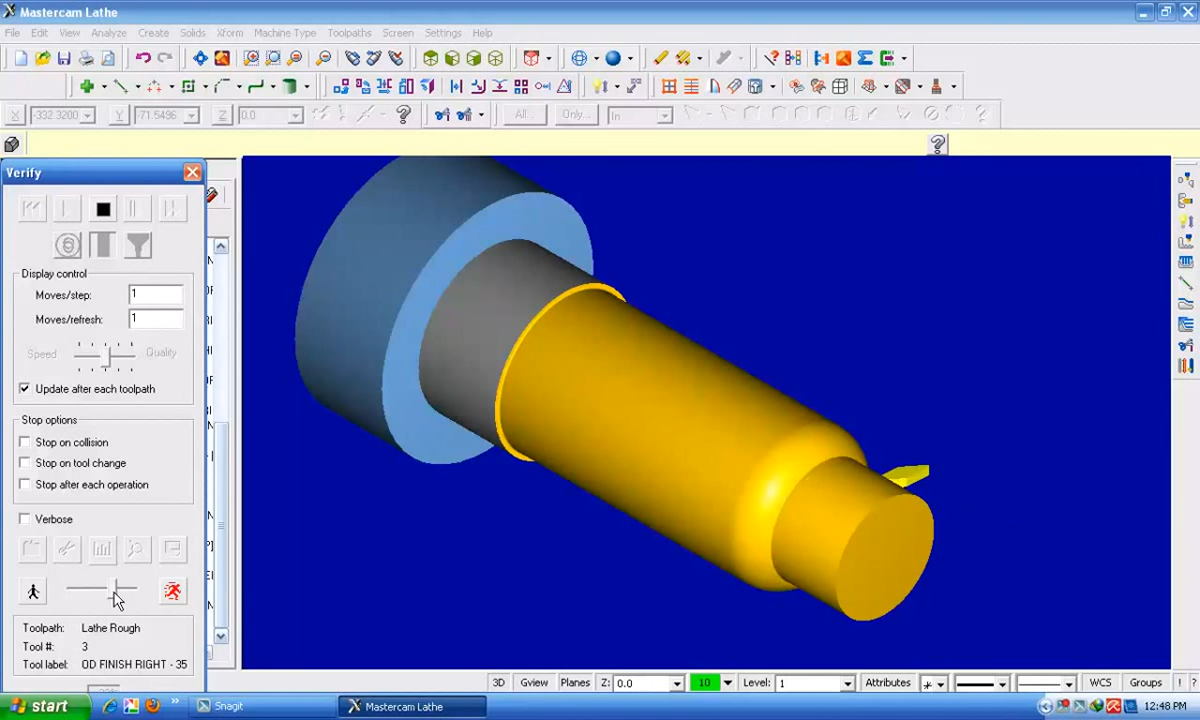 Mastercam Lathe
File Edit View Analyze Create Solids Xform Machine Type Toolpaths Screen Settings Help
X -332.3200 Y -71.5496 Z 0.0 All... Only... In
Verify
Display control
Moves/step: 1
Moves/refresh: 1
Speed Quality
Update after each toolpath
Stop options
Stop on collision
Stop on tool change
Stop after each operation
Verbose
Toolpath: Lathe Rough
Tool #: 3
Tool label: OD FINISH RIGHT - 35
3D Gview Planes Z: 0.0 10 Level: 1 Attributes WCS Groups ! ?
start Snagit Mastercam Lathe 12:48 PM